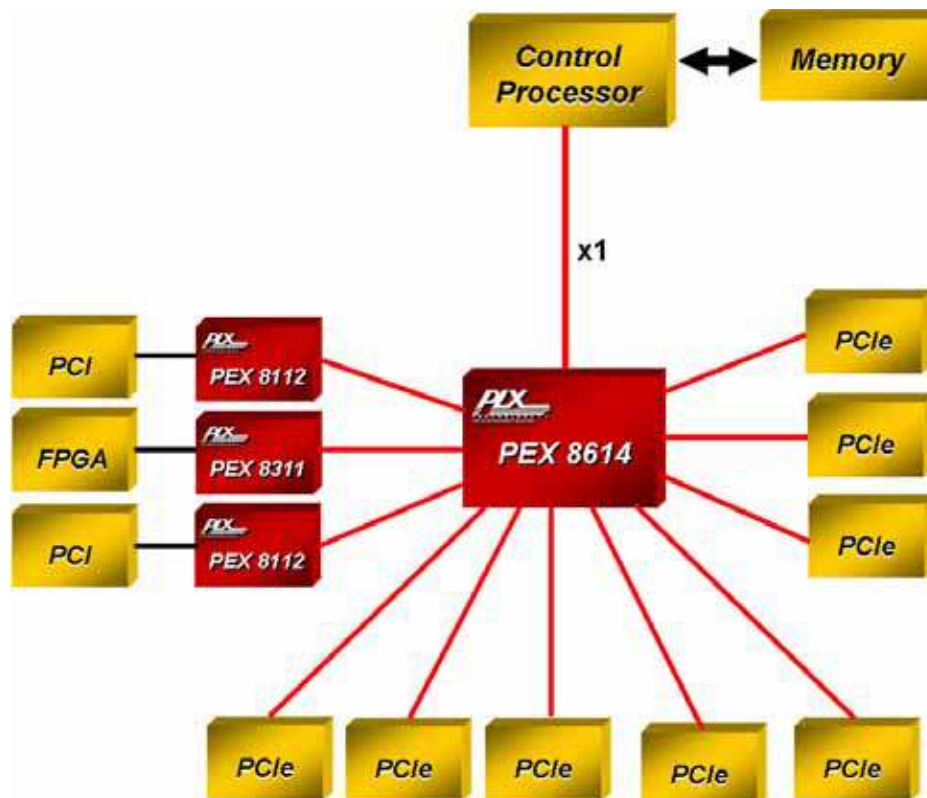 Control
Processor
Memory
x1
PCI
PLX
PEX 8112
FPGA
PLX
PEX 8311
PCI
PLX
PEX 8112
PLX
TECHNOLOGY
PEX 8614
PCIe
PCIe
PCIe
PCIe
PCIe
PCIe
PCIe
PCIe